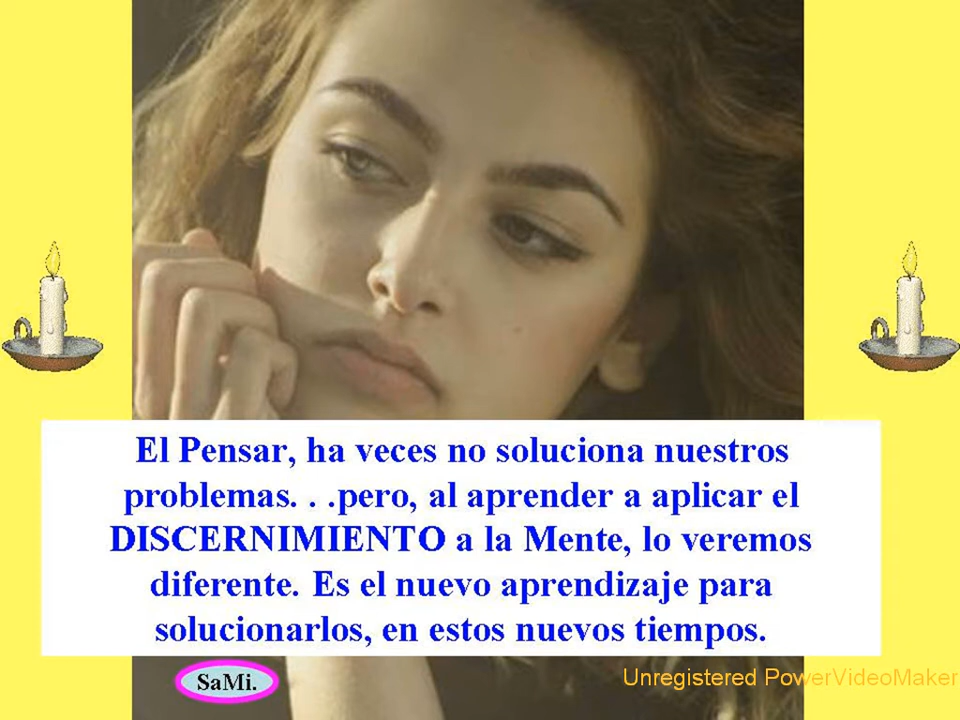 El Pensar, ha veces no soluciona nuestros
problemas. . .pero, al aprender a aplicar el
DISCERNIMIENTO a la Mente, lo veremos
diferente. Es el nuevo aprendizaje para
solucionarlos, en estos nuevos tiempos.
SaMi.
Unregistered PowerVideoMaker